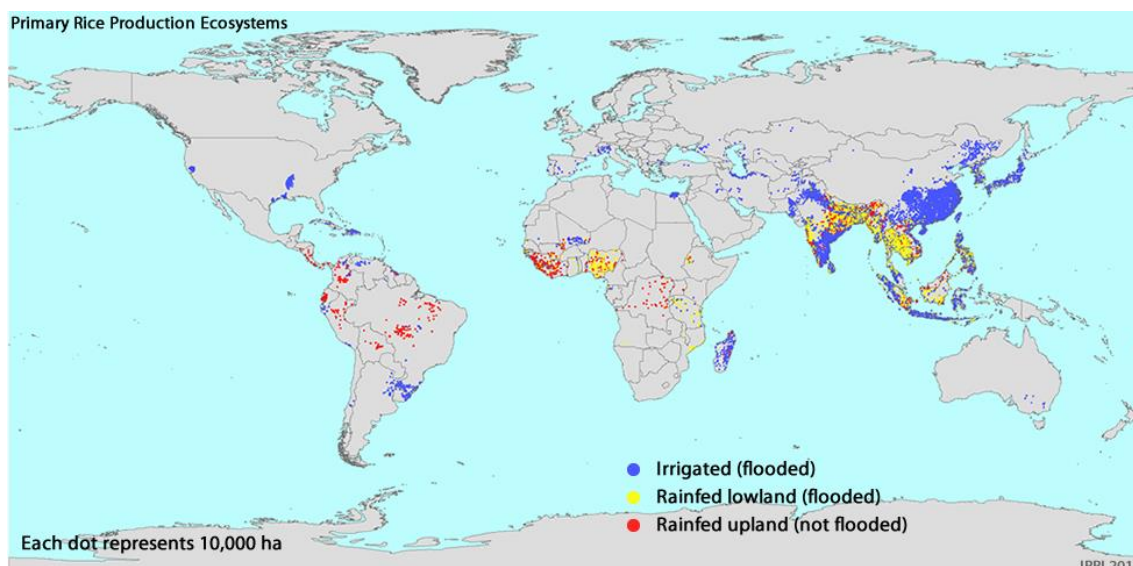 Primary Rice Production Ecosystems
Irrigated (flooded)
Rainfed lowland (flooded)
Rainfed upland (not flooded)
Each dot represents 10,000 ha